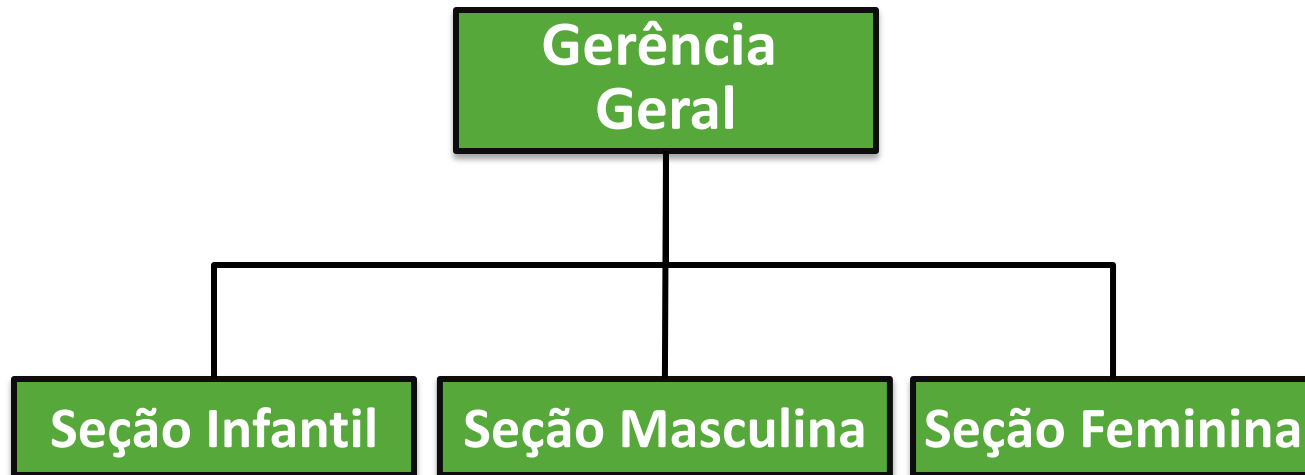 Gerência
Geral
Seção Infantil
Seção Masculina
Seção Feminina